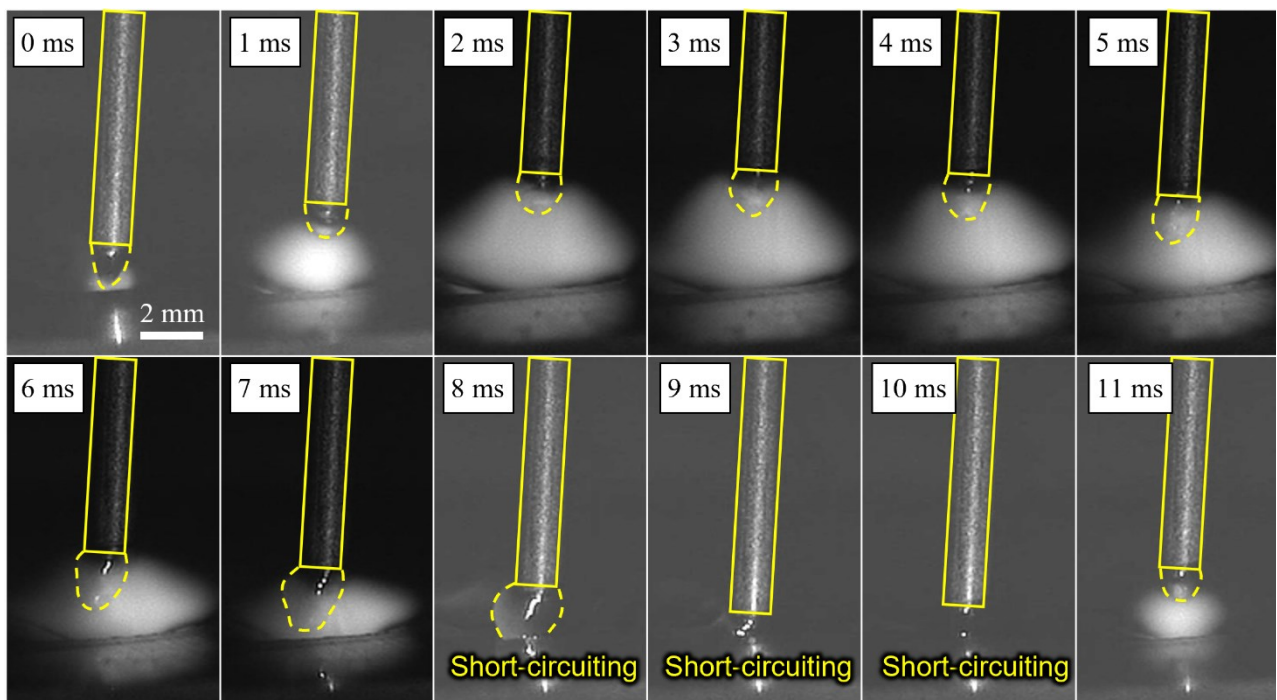 0 ms
1 ms
2 ms
3 ms
4 ms
5 ms
2 mm
6 ms
7 ms
8 ms
9 ms
10 ms
11 ms
Short-circuiting
Short-circuiting
Short-circuiting